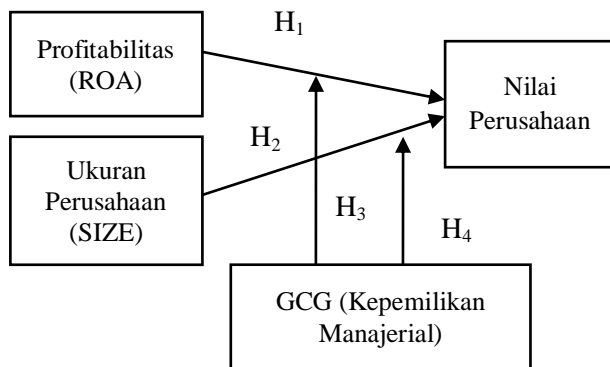 H₁
Profitabilitas
(ROA)
Nilai
Perusahaan
H₂
Ukuran
Perusahaan
(SIZE)
H₃
H₄
GCG (Kepemilikan
Manajerial)